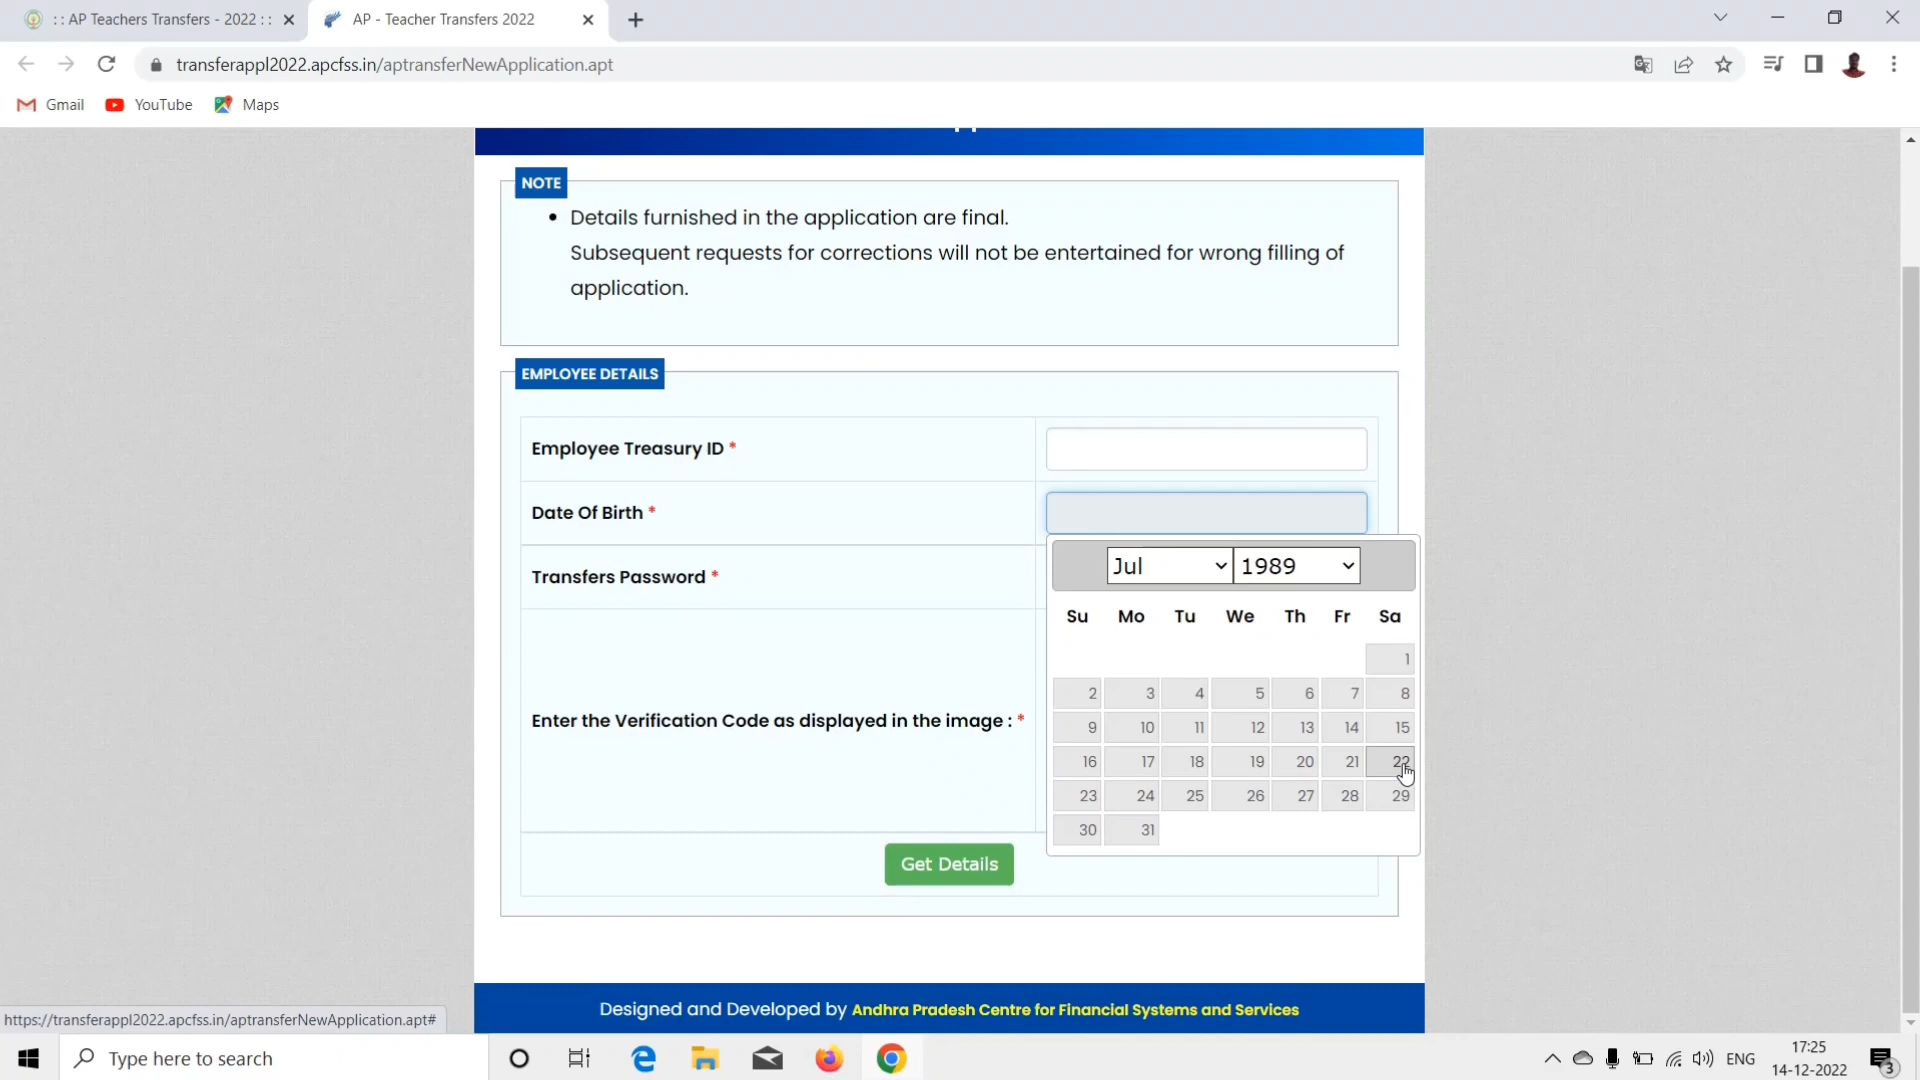 : : AP Teachers Transfers - 2022 : :
AP - Teacher Transfers 2022
transferappl2022.apcfss.in/aptransferNewApplication.apt
Gmail YouTube Maps
NOTE
Details furnished in the application are final.
Subsequent requests for corrections will not be entertained for wrong filling of
application.
EMPLOYEE DETAILS
Employee Treasury ID *
Date Of Birth *
Transfers Password *
Enter the Verification Code as displayed in the image : *
Jul 1989
Su Mo Tu We Th Fr Sa
1
2 3 4 5 6 7 8
9 10 11 12 13 14 15
16 17 18 19 20 21 22
23 24 25 26 27 28 29
30 31
Get Details
Designed and Developed by Andhra Pradesh Centre for Financial Systems and Services
https://transferappl2022.apcfss.in/aptransferNewApplication.apt#
Type here to search
ENG
17:25
14-12-2022
3